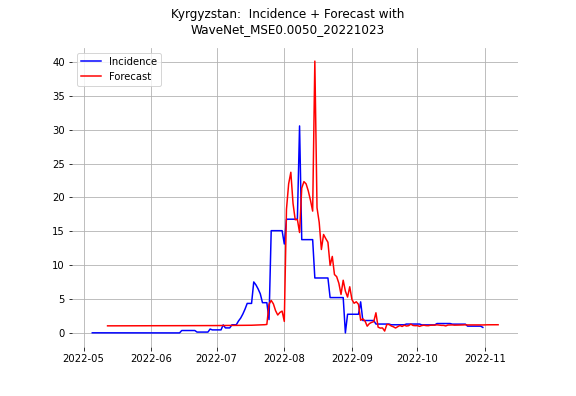 Kyrgyzstan:  Incidence + Forecast with
WaveNet_MSE0.0050_20221023
Incidence
Forecast
40
35
30
25
20
15
10
5
0
2022-05 2022-06 2022-07 2022-08 2022-09 2022-10 2022-11